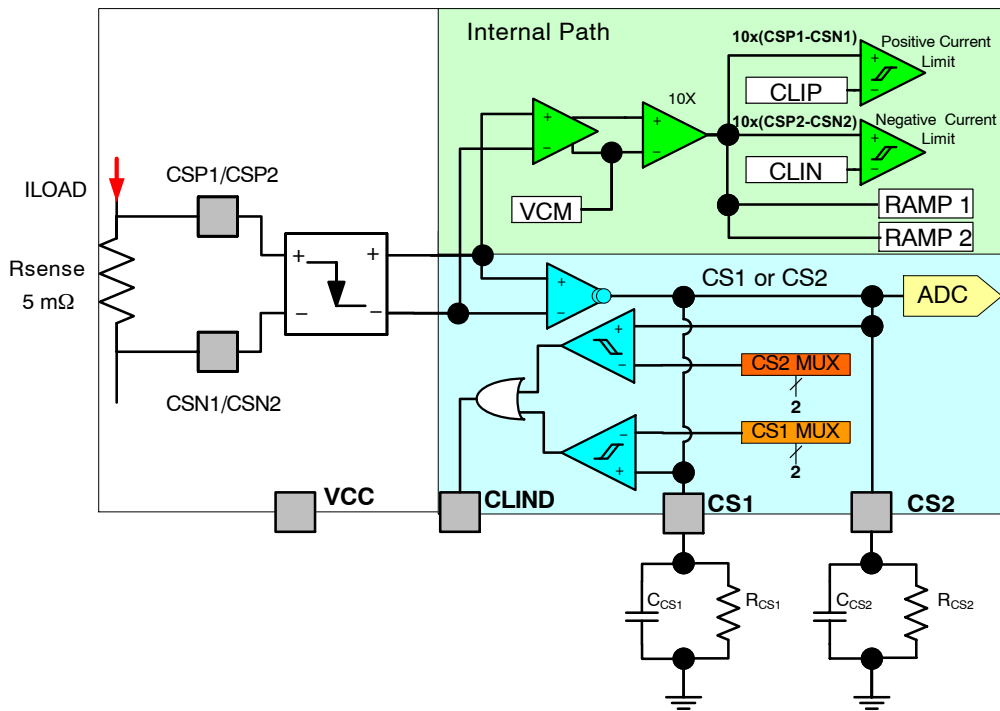 Internal Path
10x(CSP1-CSN1)
Positive Current
Limit
+
−
CLIP
10X
+
−
+
−
10x(CSP2-CSN2)
Negative Current
Limit
+
−
CLIN
VCM
RAMP 1
RAMP 2
ILOAD
CSP1/CSP2
Rsense
5 mΩ
+
+
−
−
CSN1/CSN2
+
−
CS1 or CS2
ADC
+
−
CS2 MUX
2
−
+
CS1 MUX
2
VCC
CLIND
CS1
CS2
CCS1
RCS1
CCS2
RCS2